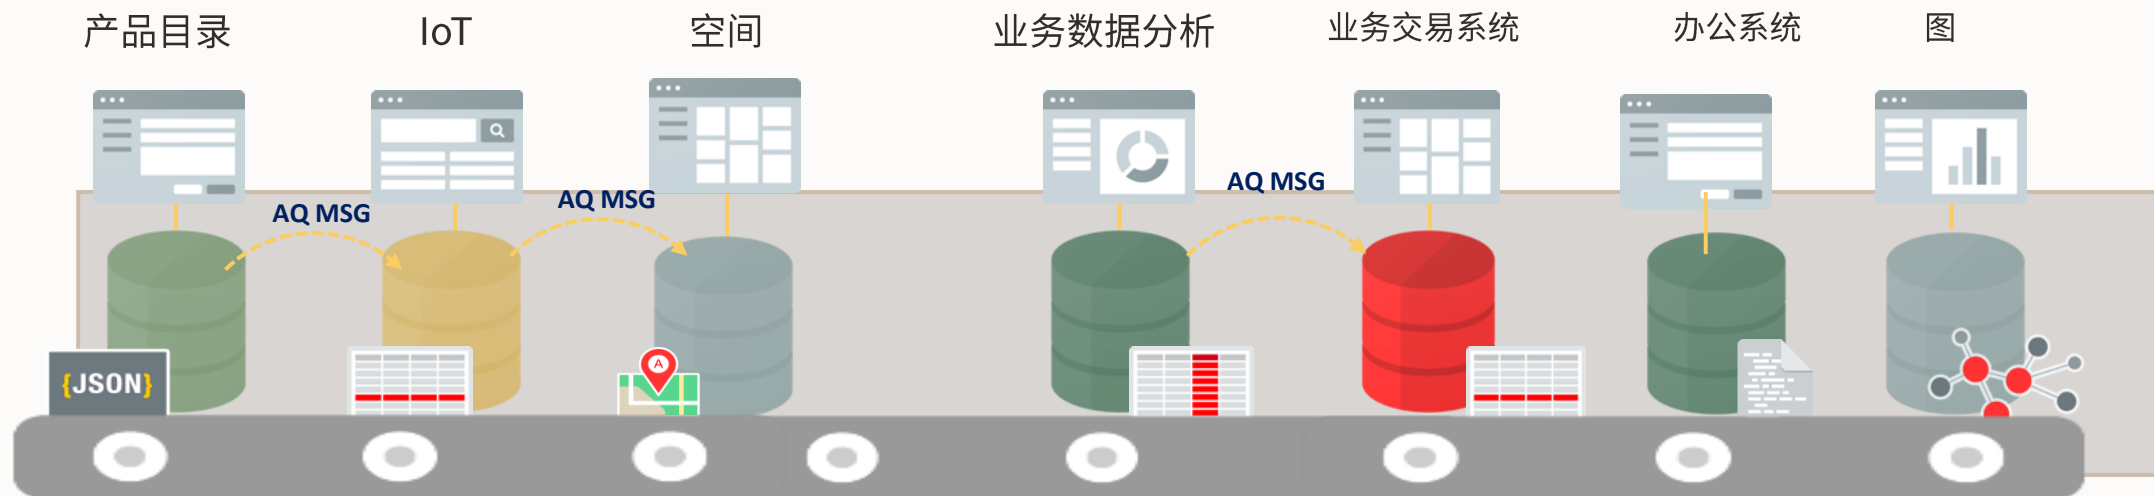 产品目录
IoT
空间
业务数据分析
业务交易系统
办公系统
图
AQ MSG
AQ MSG
AQ MSG
{JSON}
A